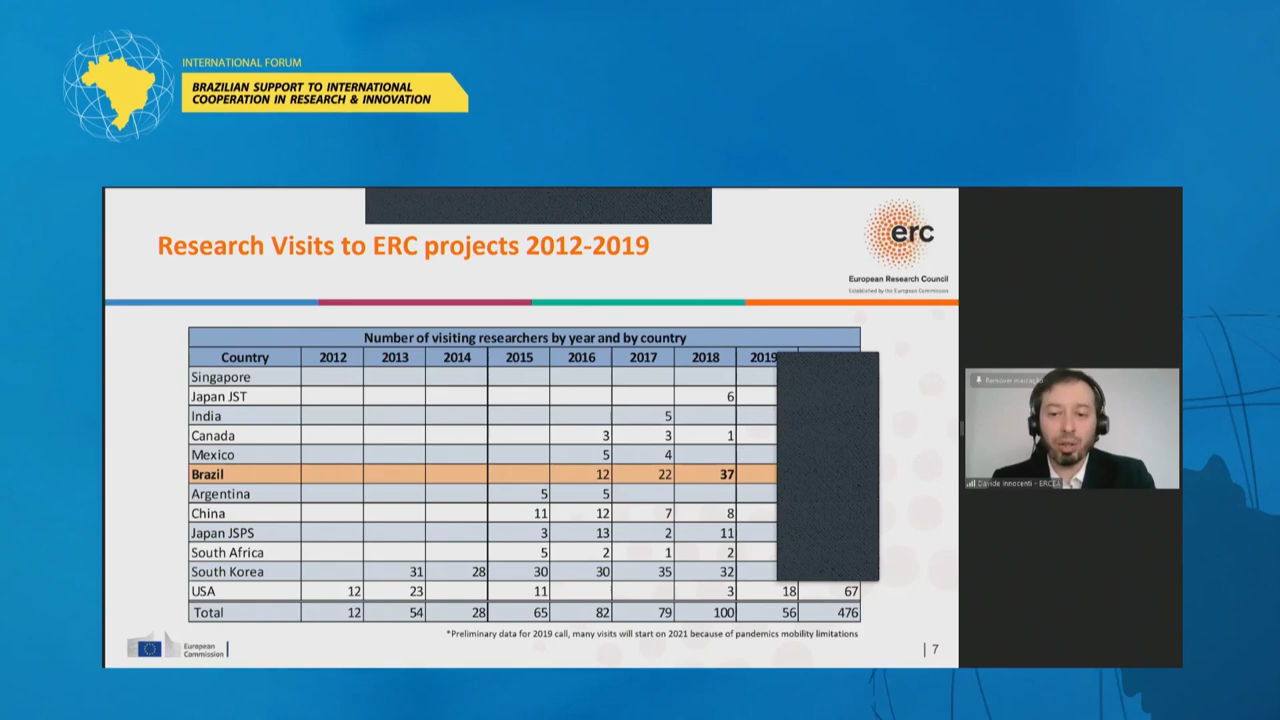 INTERNATIONAL FORUM
BRAZILIAN SUPPORT TO INTERNATIONAL
COOPERATION IN RESEARCH & INNOVATION
Research Visits to ERC projects 2012-2019
erc
European Research Council
Established by the European Commission
Number of visiting researchers by year and by country
Country 2012 2013 2014 2015 2016 2017 2018 2019
Singapore
Japan JST 6
India 5
Canada 3 3 1
Mexico 5 4
Brazil 12 22 37
Argentina 5 5
China 11 12 7 8
Japan JSPS 3 13 2 11
South Africa 5 2 1 2
South Korea 31 28 30 30 35 32
USA 12 23 11 3 18 67
Total 12 54 28 65 82 79 100 56 476
*Preliminary data for 2019 call, many visits will start on 2021 because of pandemics mobility limitations
European
Commission
| 7
Remover marcação
Davide Innocenti - ERCEA